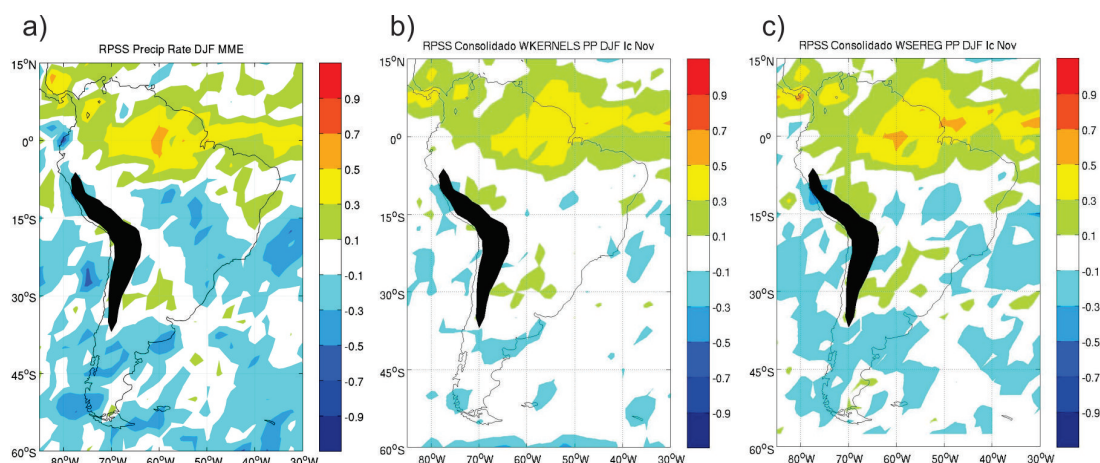 a)
RPSS Precip Rate DJF MME
15°N
0°
15°S
30°S
45°S
60°S
80°W 70°W 60°W 50°W 40°W 30°W
0.9
0.7
0.5
0.3
0.1
-0.1
-0.3
-0.5
-0.7
-0.9
b)
RPSS Consolidado WKERNELS PP DJF Ic Nov
15°N
0°
15°S
30°S
45°S
60°S
80°W 70°W 60°W 50°W 40°W 30°W
0.9
0.7
0.5
0.3
0.1
-0.1
-0.3
-0.5
-0.7
-0.9
c)
RPSS Consolidado WSEREG PP DJF Ic Nov
15°N
0°
15°S
30°S
45°S
60°S
80°W 70°W 60°W 50°W 40°W 30°W
0.9
0.7
0.5
0.3
0.1
-0.1
-0.3
-0.5
-0.7
-0.9